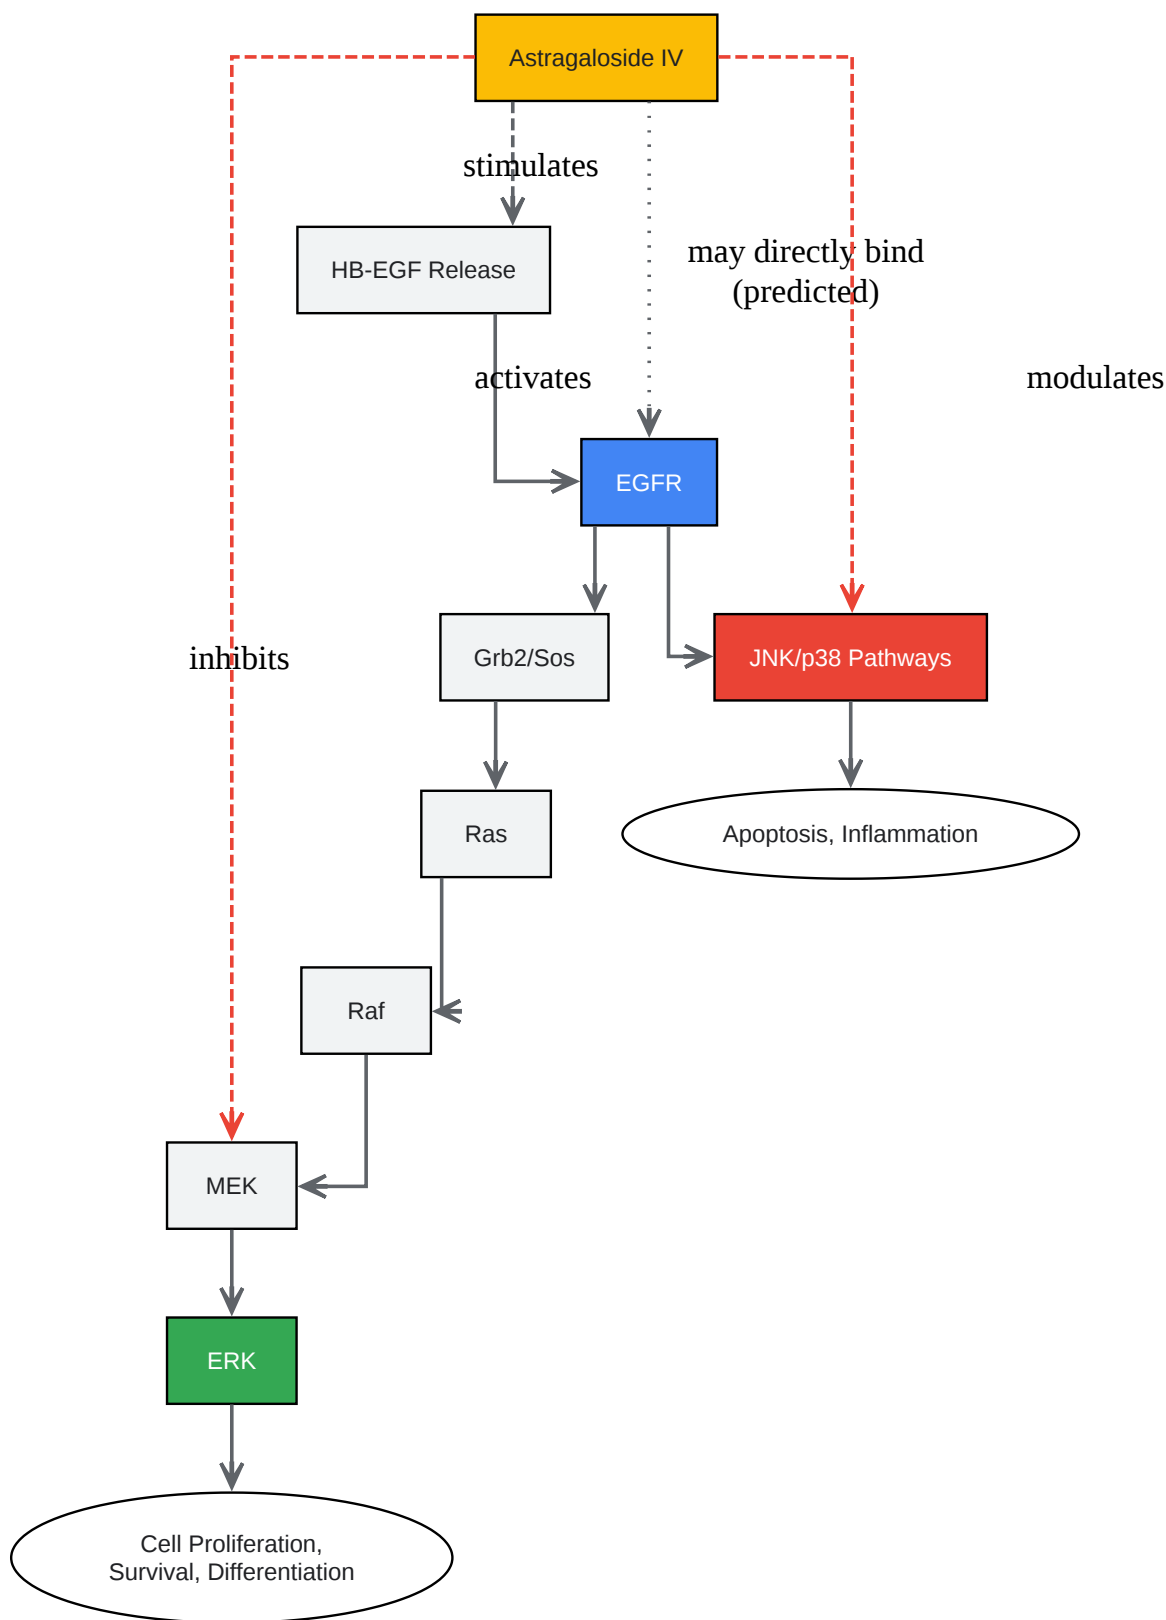 Astragaloside IV
stimulates
HB-EGF Release
may directly bind
(predicted)
activates
modulates
EGFR
inhibits
Grb2/Sos
JNK/p38 Pathways
Ras
Apoptosis, Inflammation
Raf
MEK
ERK
Cell Proliferation,
Survival, Differentiation